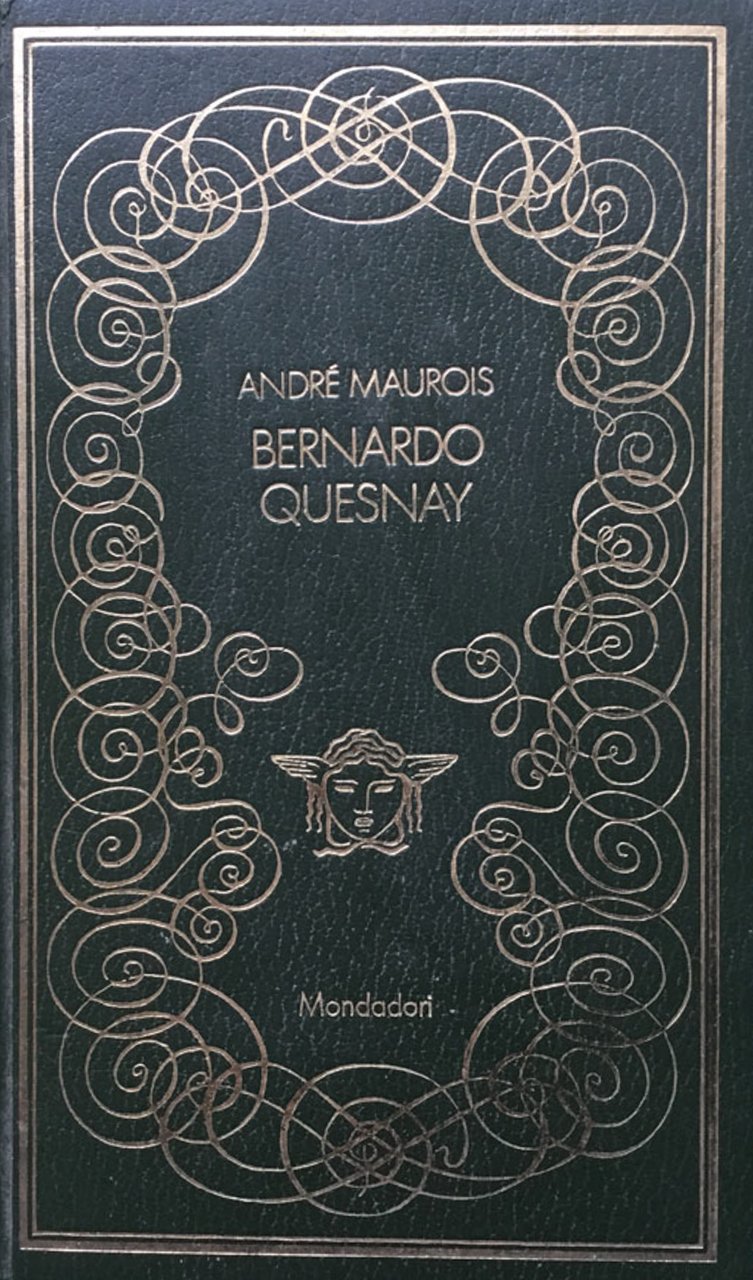 ANDRÉ MAUROIS
BERNARDO
QUESNAY
Mondadori